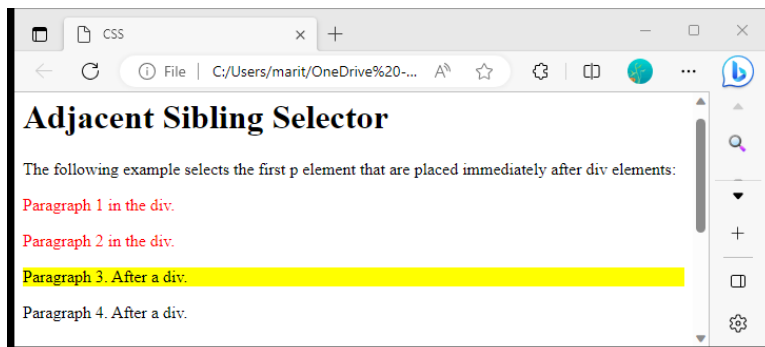 CSS
File
C:/Users/marit/OneDrive%20-...
Adjacent Sibling Selector
The following example selects the first p element that are placed immediately after div elements:
Paragraph 1 in the div.
Paragraph 2 in the div.
Paragraph 3. After a div.
Paragraph 4. After a div.